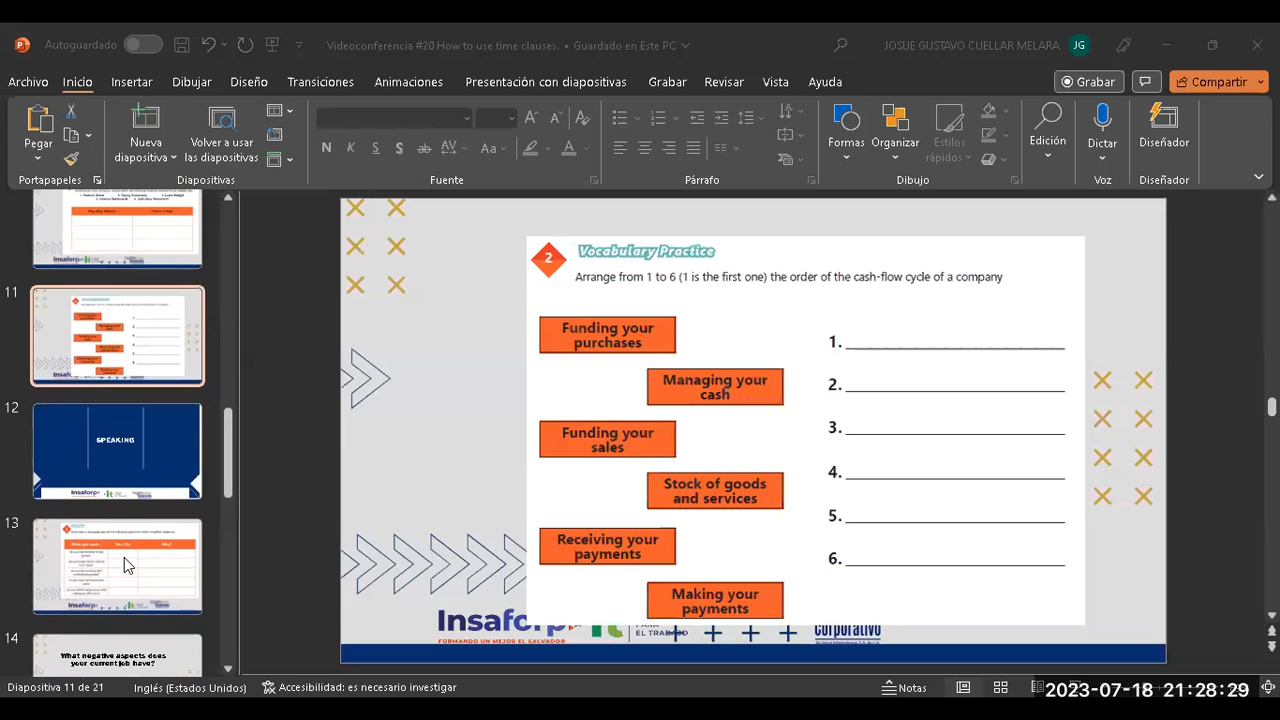 Autoguardado
Videoconferencia #20 How to use time clauses. • Guardado en Este PC
JOSUE GUSTAVO CUELLAR MELARA
JG
Archivo Inicio Insertar Dibujar Diseño Transiciones Animaciones Presentación con diapositivas Grabar Revisar Vista Ayuda
Grabar
Compartir
Pegar
Nueva diapositiva
Volver a usar las diapositivas
N K S S ab AV Aa A
Formas
Organizar
Estilos rápidos
Edición
Dictar
Diseñador
Portapapeles
Diapositivas
Fuente
Párrafo
Dibujo
Voz
Diseñador
11
12
SPEAKING
13
14
What negative aspects does
your current job have?
2
Vocabulary Practice
Arrange from 1 to 6 (1 is the first one) the order of the cash-flow cycle of a company
Funding your
purchases
Managing your
cash
Funding your
sales
Stock of goods
and services
Receiving your
payments
Making your
payments
1.
2.
3.
4.
5.
6.
Insaforp
FORMANDO UN MEJOR EL SALVADOR
EL TRABAJO
Corporativo
Diapositiva 11 de 21
Inglés (Estados Unidos)
Accesibilidad: es necesario investigar
Notas
2023-07-18 21:28:29